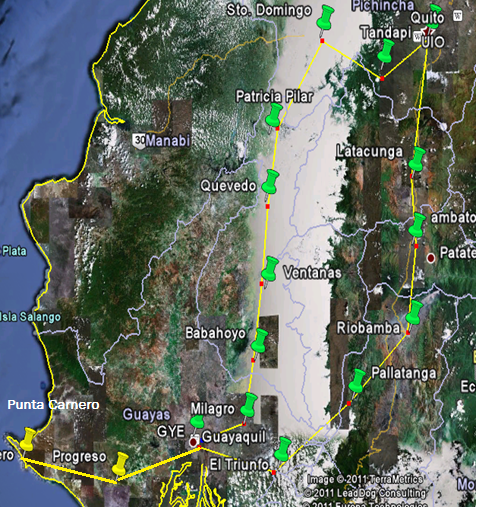 Pichincha
Sto. Domingo
Quito
Tandapi
UIO
Patricia Pilar
30
Manabi
Latacunga
Quevedo
ambato
Patate
Plata
Ventanas
Isla Salango
Babahoyo
Riobamba
Pallatanga
Ec
Punta Carnero
Guayas
Milagro
GYE
Guayaquil
ero
Progreso
El Triunfo
Image © 2011 TerraMetrics
Mo
© 2011 LeadDog Consulting
© 2011 Europa Technologies